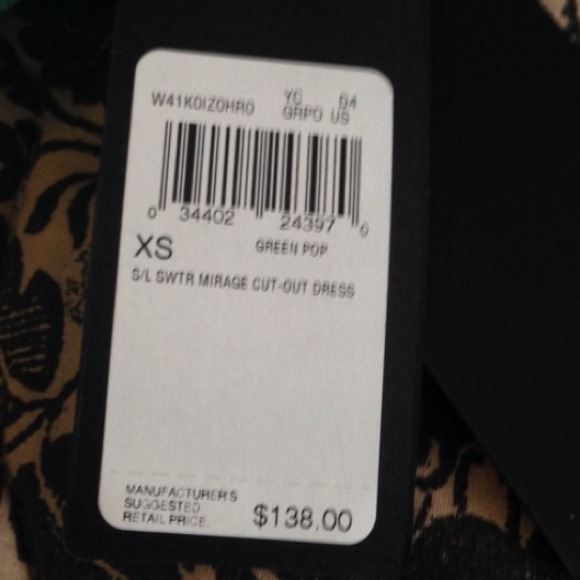 W41K0IZ0HR0 YC 04
GRPO US
0 34402 24397 0
XS GREEN POP
S/L SWTR MIRAGE CUT-OUT DRESS
MANUFACTURER'S
SUGGESTED
RETAIL PRICE $138.00